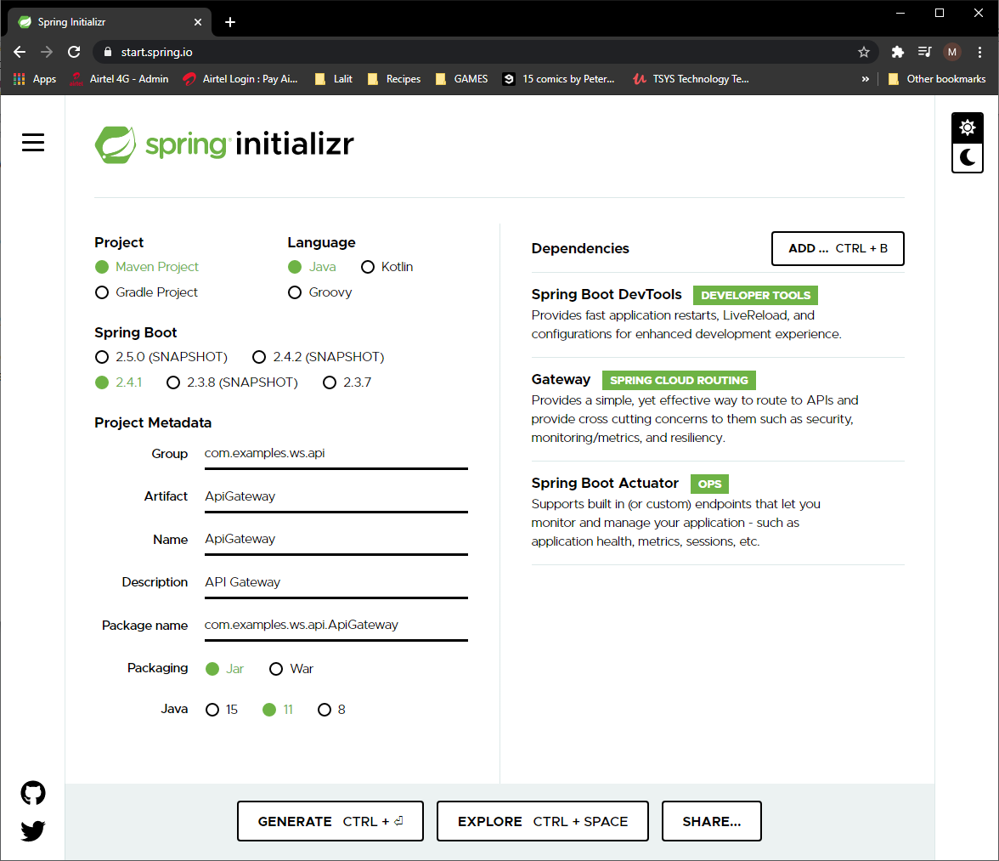 Spring Initializr
start.spring.io
M
Apps Airtel 4G - Admin Airtel Login : Pay Ai... Lalit Recipes GAMES 15 comics by Peter... TSYS Technology Te... » Other bookmarks
spring initializr
Project
Maven Project
Gradle Project
Language
Java Kotlin
Groovy
Spring Boot
2.5.0 (SNAPSHOT) 2.4.2 (SNAPSHOT)
2.4.1 2.3.8 (SNAPSHOT) 2.3.7
Project Metadata
Group com.examples.ws.api
Artifact ApiGateway
Name ApiGateway
Description API Gateway
Package name com.examples.ws.api.ApiGateway
Packaging Jar War
Java 15 11 8
Dependencies ADD ... CTRL + B
Spring Boot DevTools DEVELOPER TOOLS
Provides fast application restarts, LiveReload, and
configurations for enhanced development experience.
Gateway SPRING CLOUD ROUTING
Provides a simple, yet effective way to route to APIs and
provide cross cutting concerns to them such as security,
monitoring/metrics, and resiliency.
Spring Boot Actuator OPS
Supports built in (or custom) endpoints that let you
monitor and manage your application - such as
application health, metrics, sessions, etc.
GENERATE CTRL + ⏎ EXPLORE CTRL + SPACE SHARE...